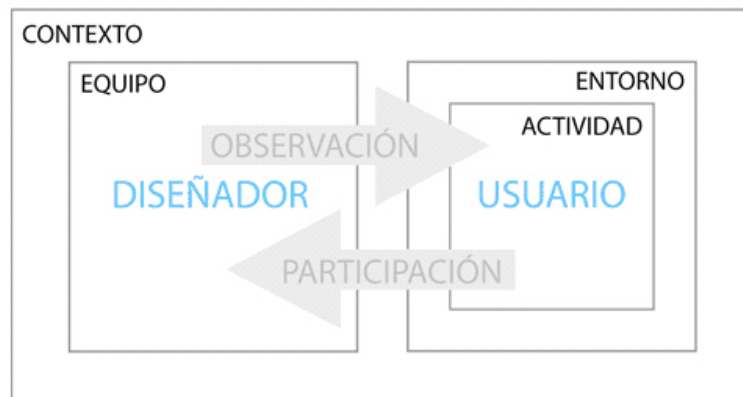 CONTEXTO
EQUIPO
ENTORNO
ACTIVIDAD
OBSERVACIÓN
DISEÑADOR
USUARIO
PARTICIPACIÓN